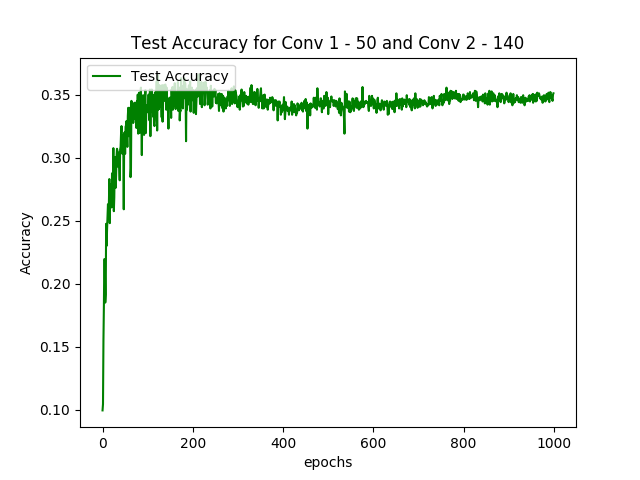 Test Accuracy for Conv 1 - 50 and Conv 2 - 140
Test Accuracy
0.35
0.30
0.25
0.20
0.15
0.10
Accuracy
0 200 400 600 800 1000
epochs